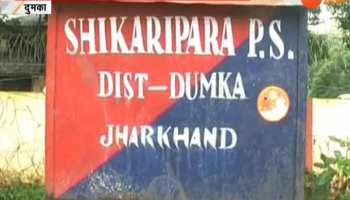 दुमका
SHIKARIPARA P.S.
DIST-DUMKA
JHARKHAND